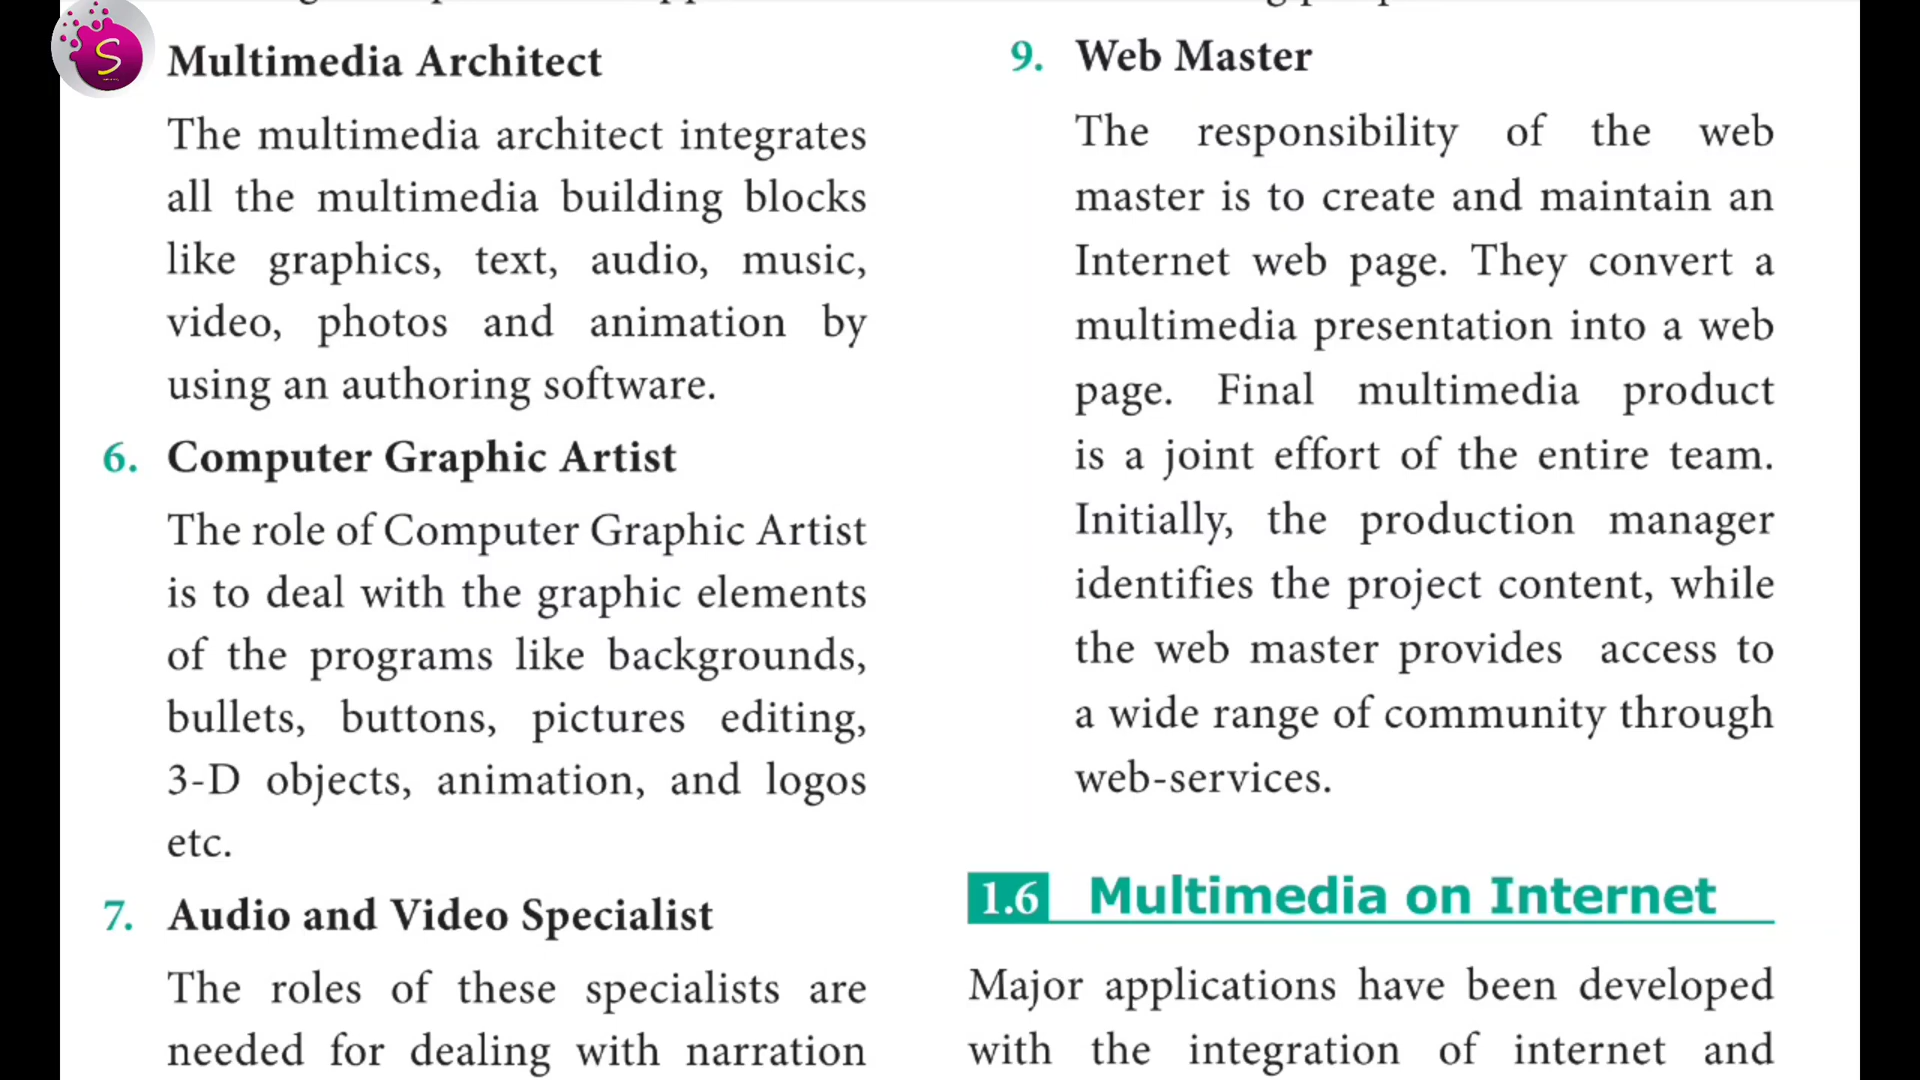 S
Multimedia Architect
The multimedia architect integrates
all the multimedia building blocks
like graphics, text, audio, music,
video, photos and animation by
using an authoring software.
6. Computer Graphic Artist
The role of Computer Graphic Artist
is to deal with the graphic elements
of the programs like backgrounds,
bullets, buttons, pictures editing,
3-D objects, animation, and logos
etc.
7. Audio and Video Specialist
The roles of these specialists are
needed for dealing with narration
9. Web Master
The responsibility of the web
master is to create and maintain an
Internet web page. They convert a
multimedia presentation into a web
page. Final multimedia product
is a joint effort of the entire team.
Initially, the production manager
identifies the project content, while
the web master provides access to
a wide range of community through
web-services.
1.6 Multimedia on Internet
Major applications have been developed
with the integration of internet and